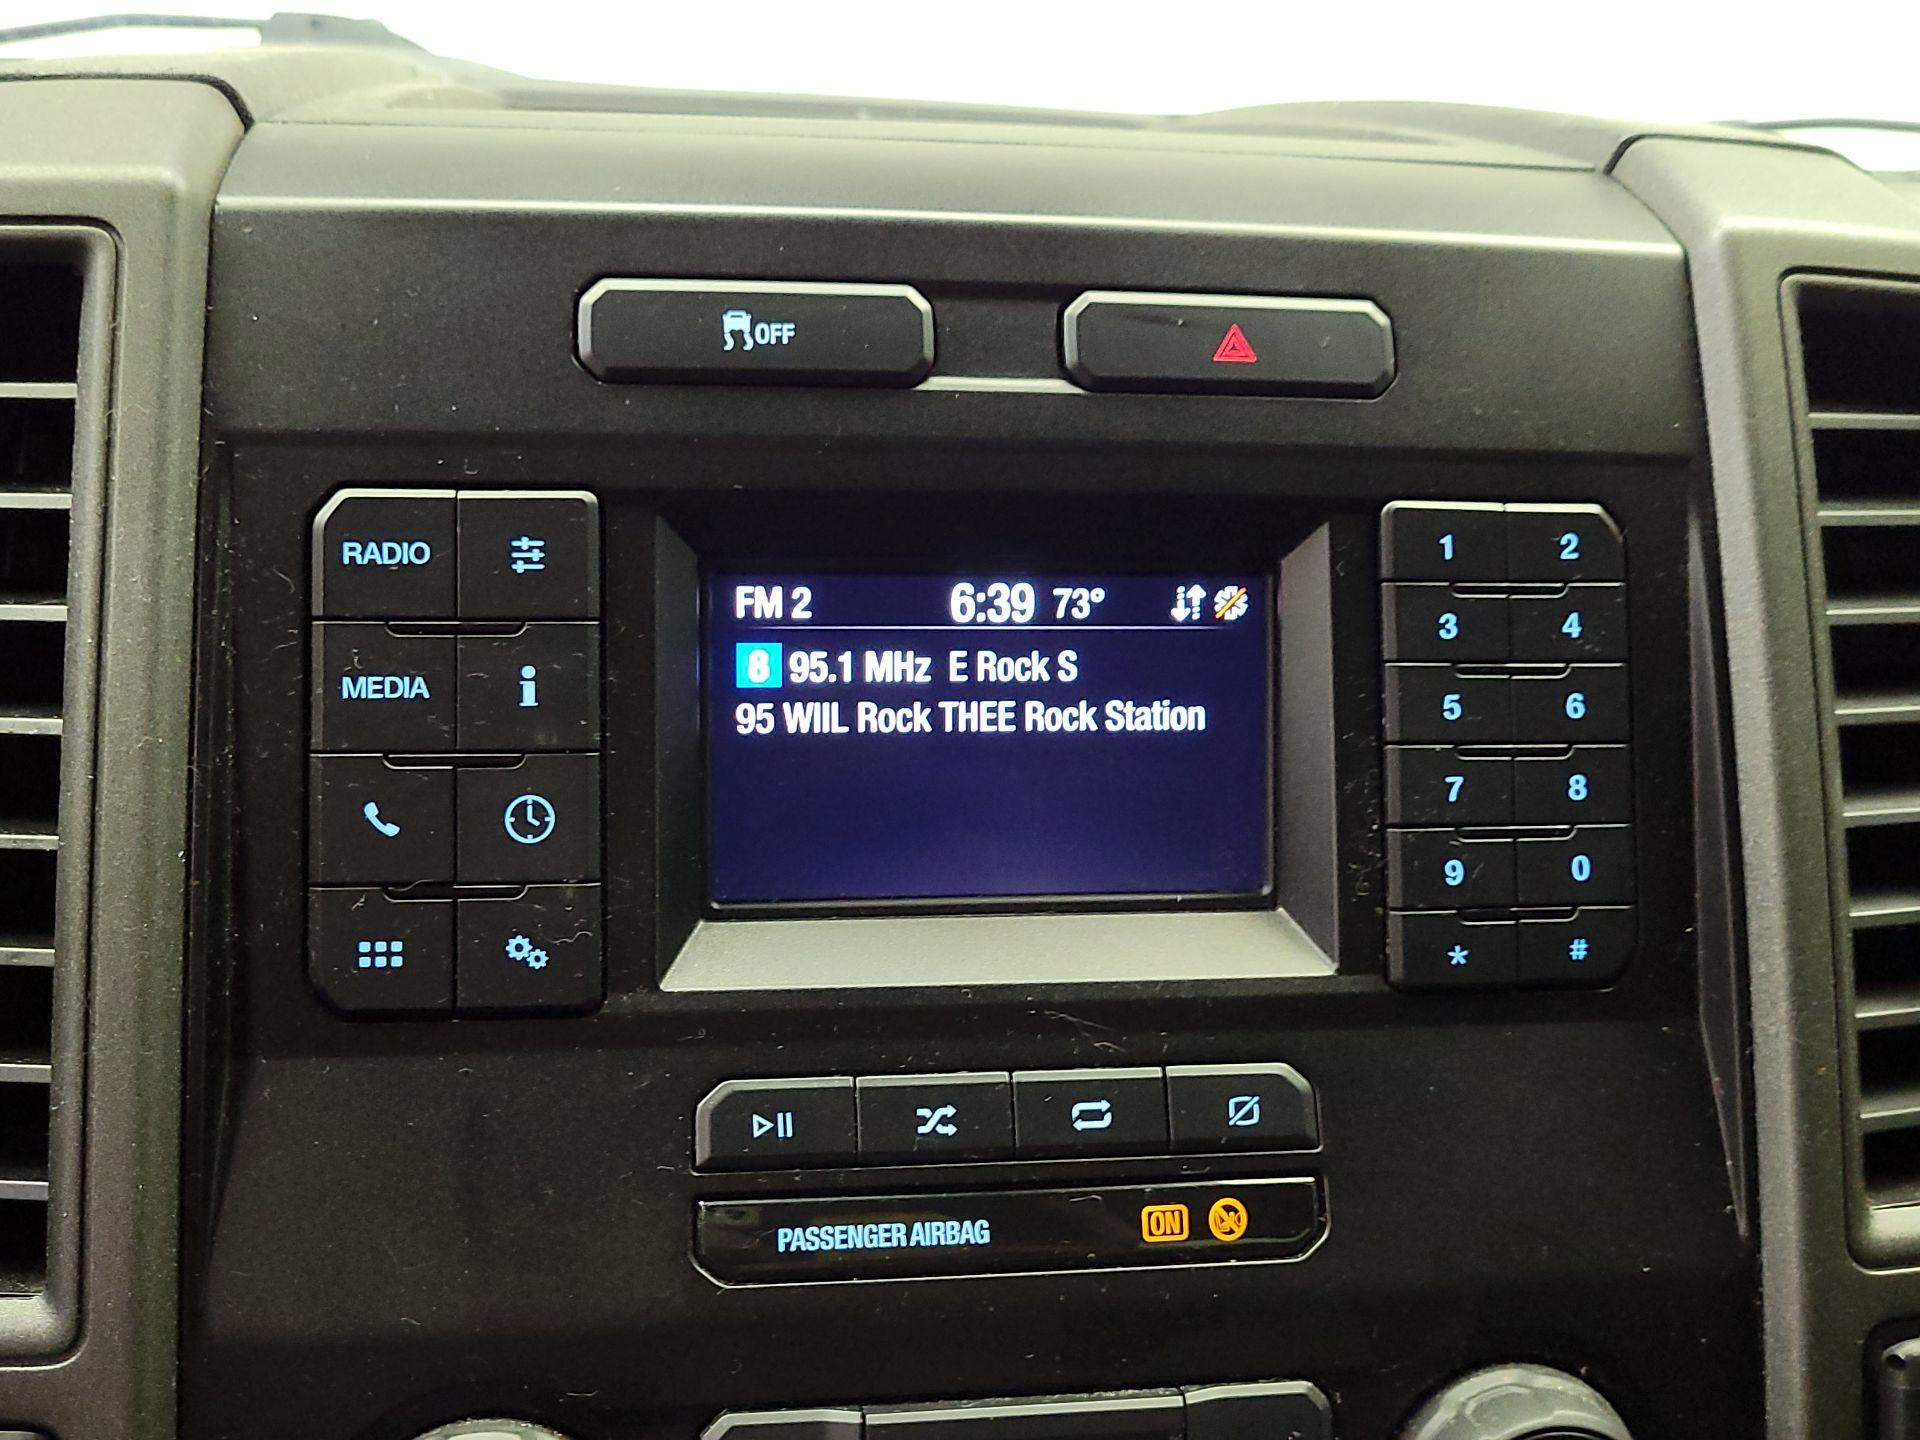 OFF
RADIO
MEDIA
FM 2 6:39 73°
8 95.1 MHz E Rock S
95 WIIL Rock THEE Rock Station
1 2
3 4
5 6
7 8
9 0
* #
PASSENGER AIRBAG ON